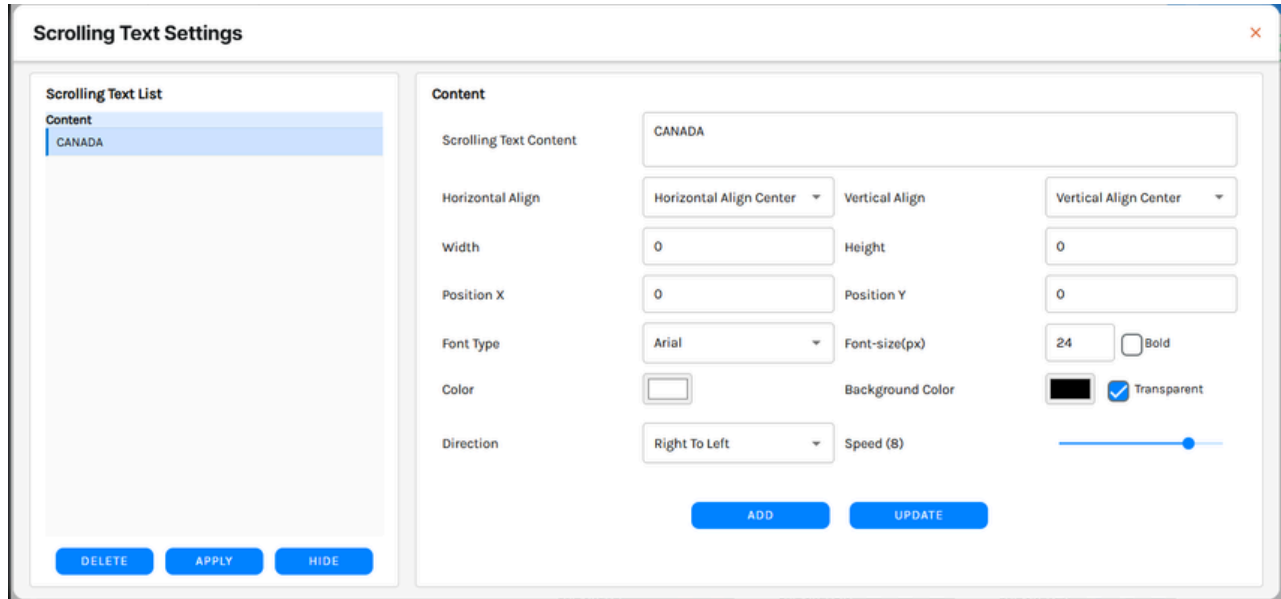 Scrolling Text Settings
×
Scrolling Text List
Content
CANADA
DELETE
APPLY
HIDE
Content
Scrolling Text Content
CANADA
Horizontal Align
Horizontal Align Center
Vertical Align
Vertical Align Center
Width
0
Height
0
Position X
0
Position Y
0
Font Type
Arial
Font-size(px)
24
Bold
Color
Background Color
Transparent
Direction
Right To Left
Speed (8)
ADD
UPDATE